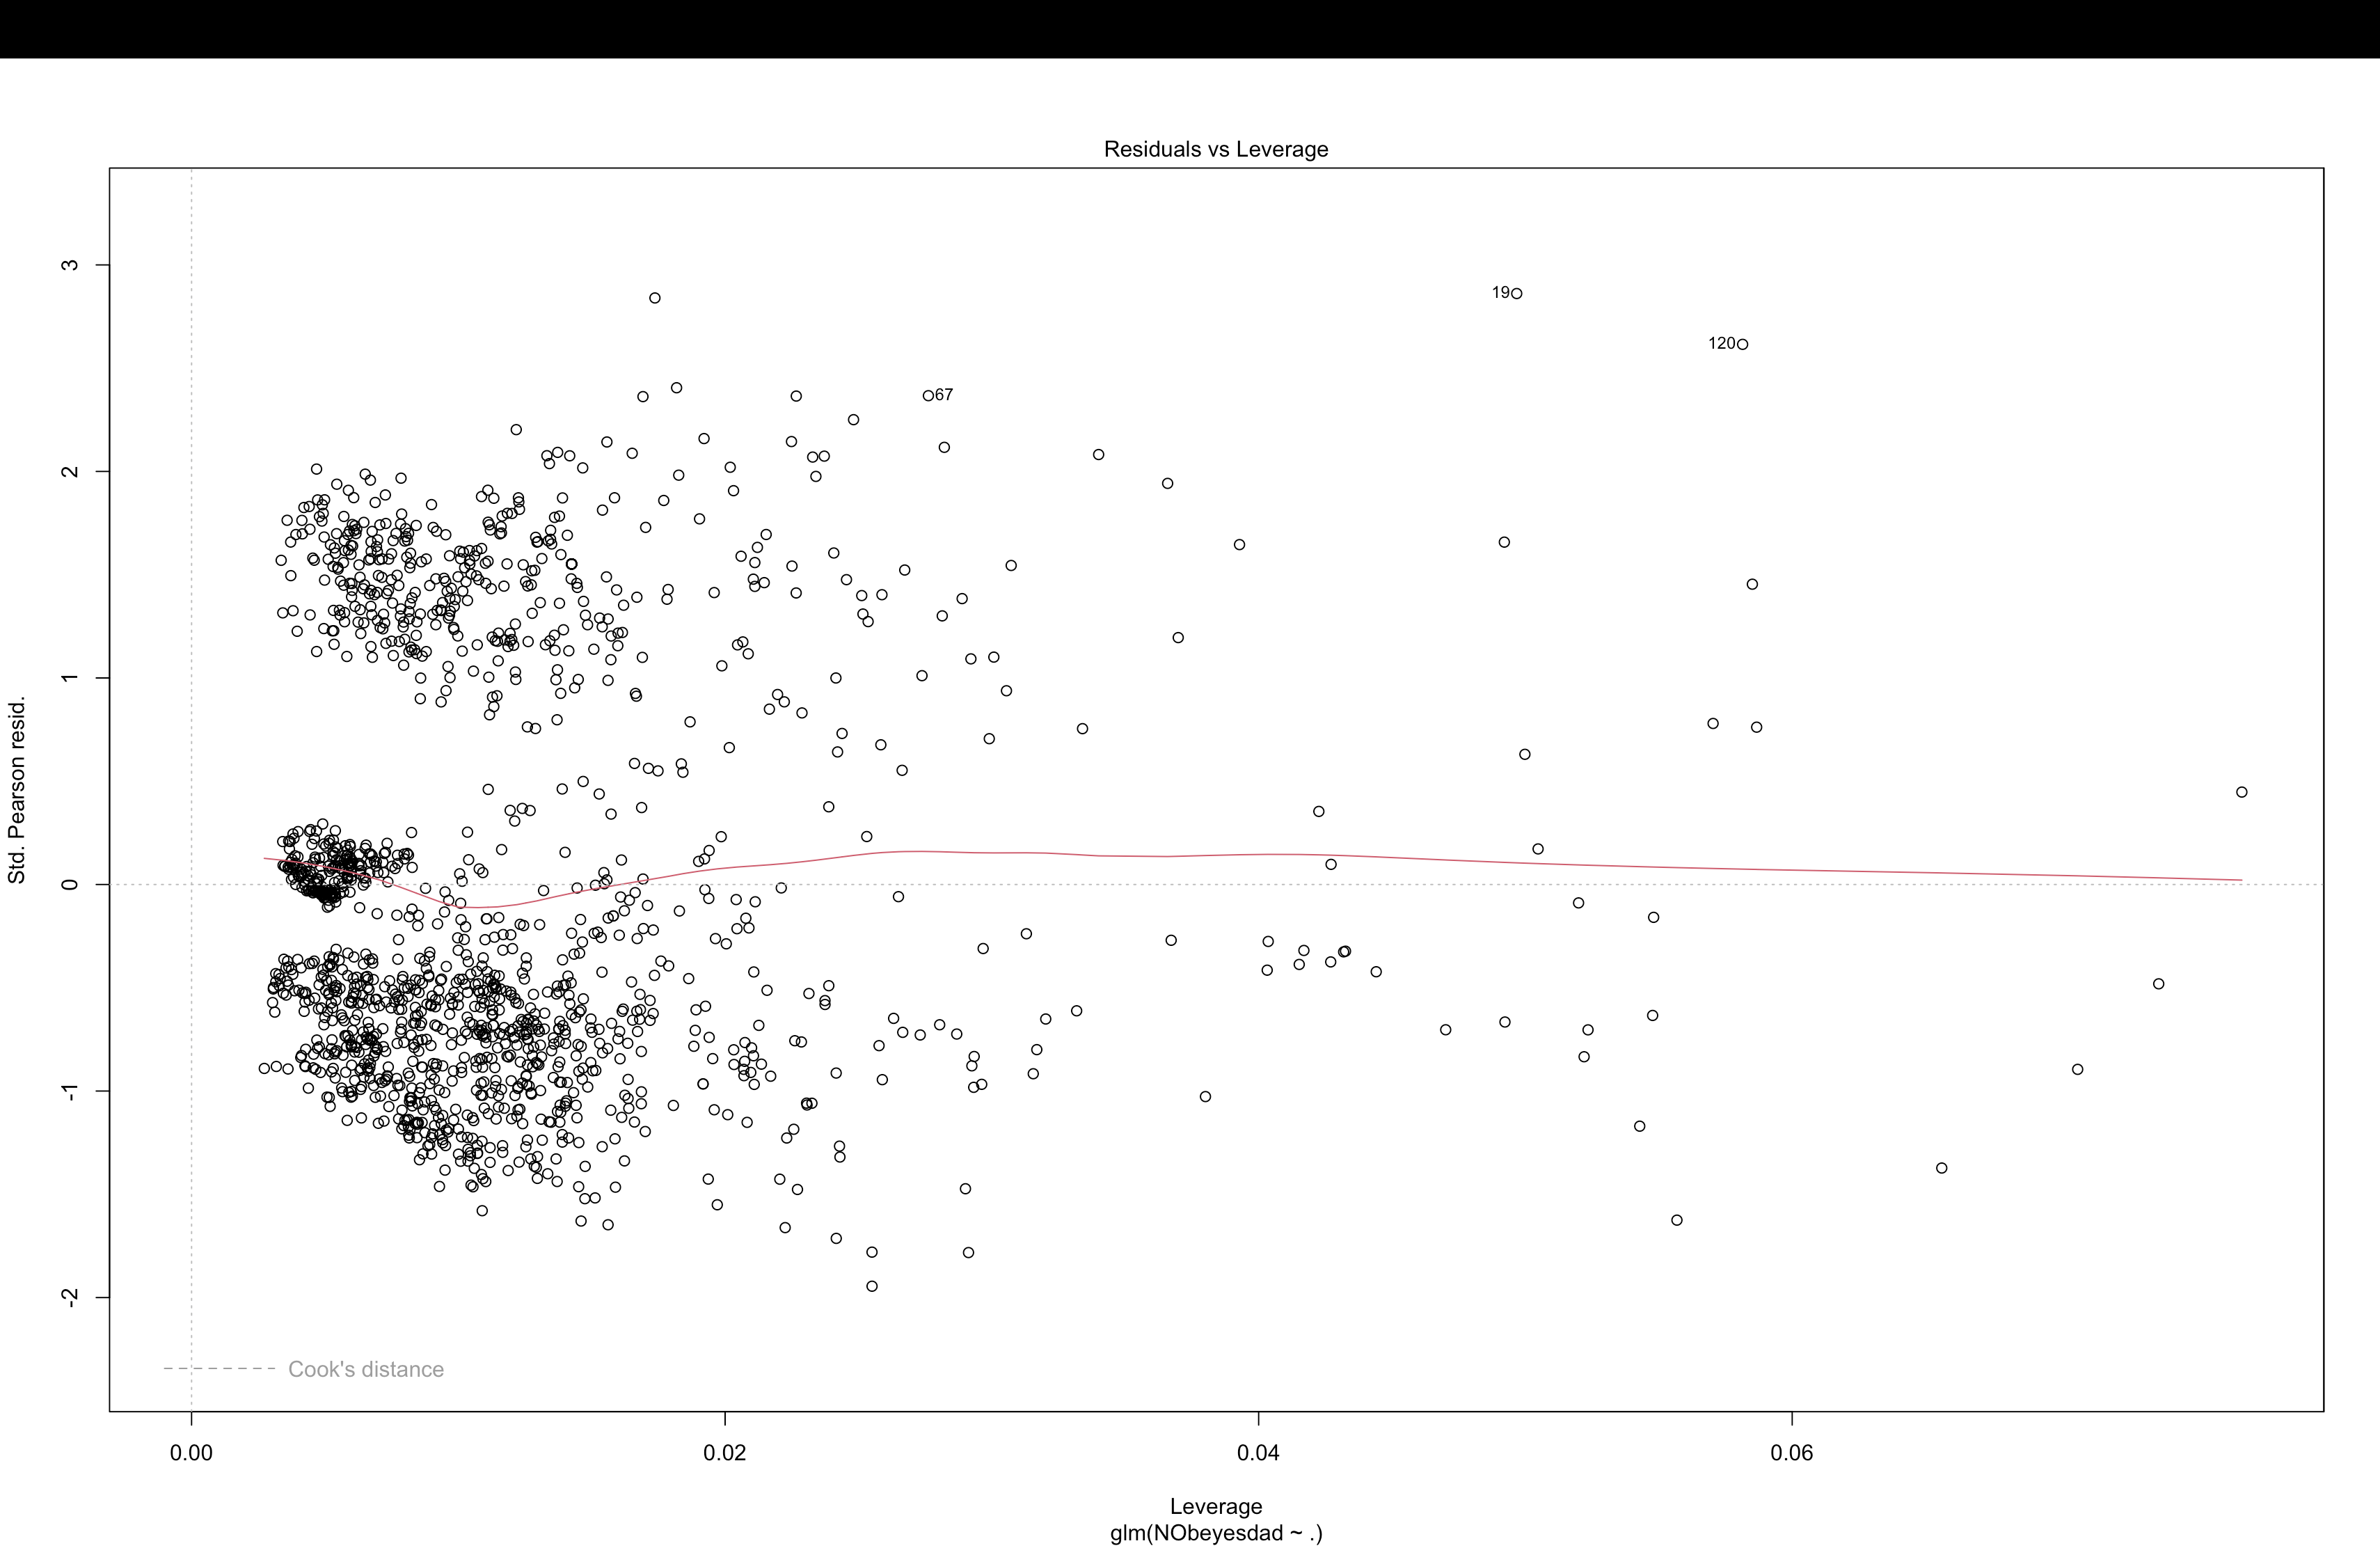 Residuals vs Leverage
3
2
1
0
-1
-2
Std. Pearson resid.
19
120
67
Cook's distance
0.00 0.02 0.04 0.06
Leverage
glm(NObeyesdad ~ .)